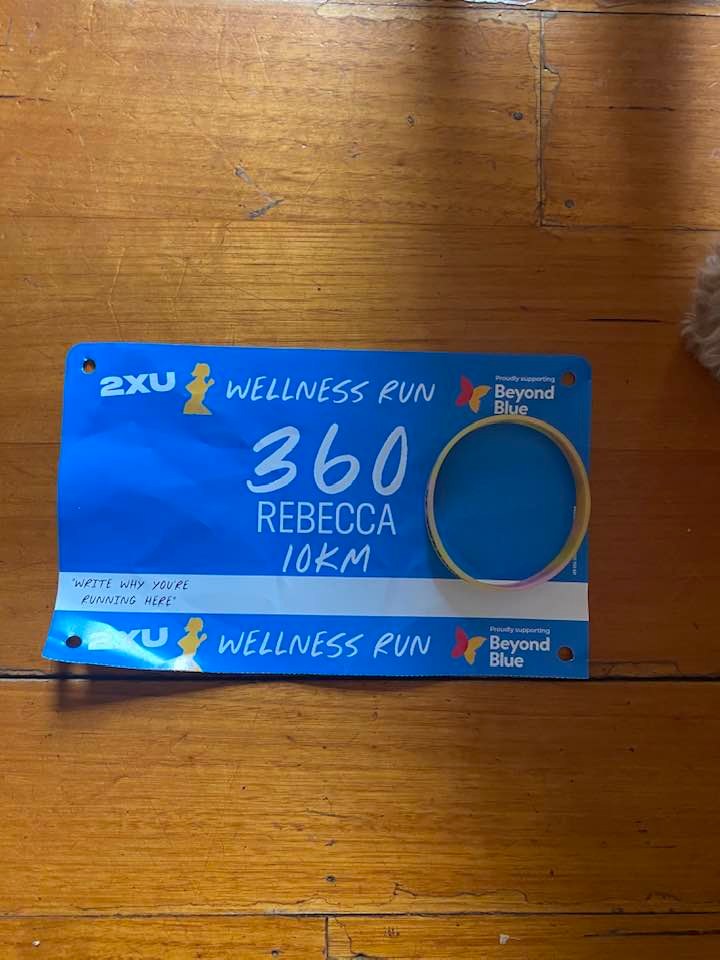 2XU WELLNESS RUN
Proudly supporting
Beyond
Blue
360
REBECCA
10KM
"WRITE WHY YOU'RE
RUNNING HERE"
2XU WELLNESS RUN
Proudly supporting
Beyond
Blue